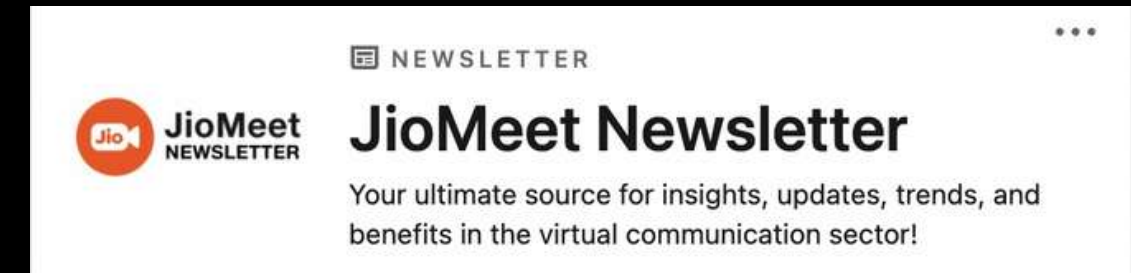 NEWSLETTER
Jio
JioMeet
NEWSLETTER
JioMeet Newsletter
Your ultimate source for insights, updates, trends, and
benefits in the virtual communication sector!